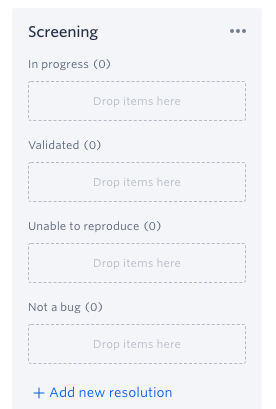 Screening
In progress (0)
Drop items here
Validated (0)
Drop items here
Unable to reproduce (0)
Drop items here
Not a bug (0)
Drop items here
+ Add new resolution